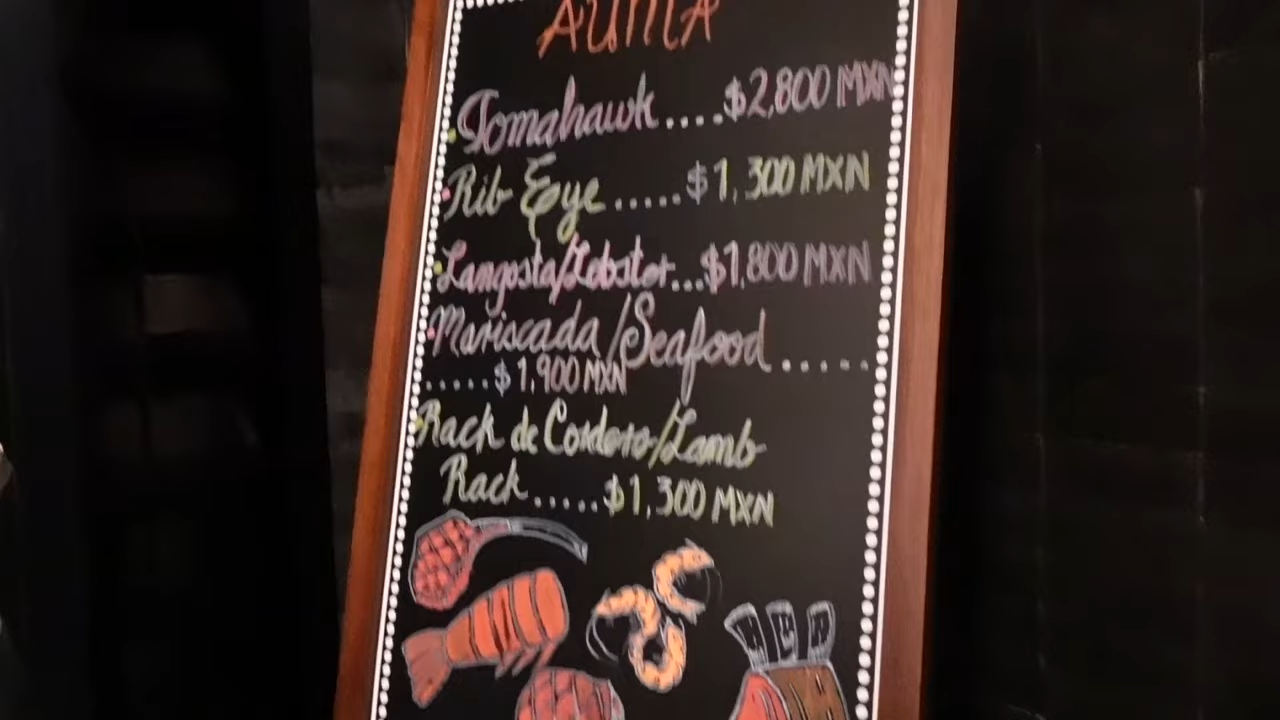 Tomahawk....$2,800 MXN
Rib Eye.....$1,300 MXN
Langosta/Lobster...$1,800 MXN
Mariscada/Seafood.....
.....$1,900 MXN
Rack de Cordero/Lamb
Rack.....$1,300 MXN